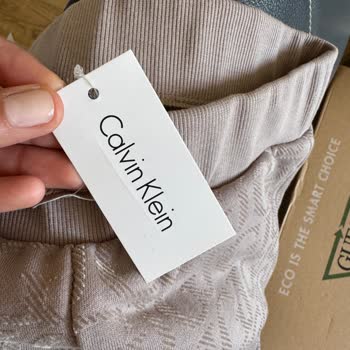 Calvin Klein
ECO IS THE SMART CHOICE